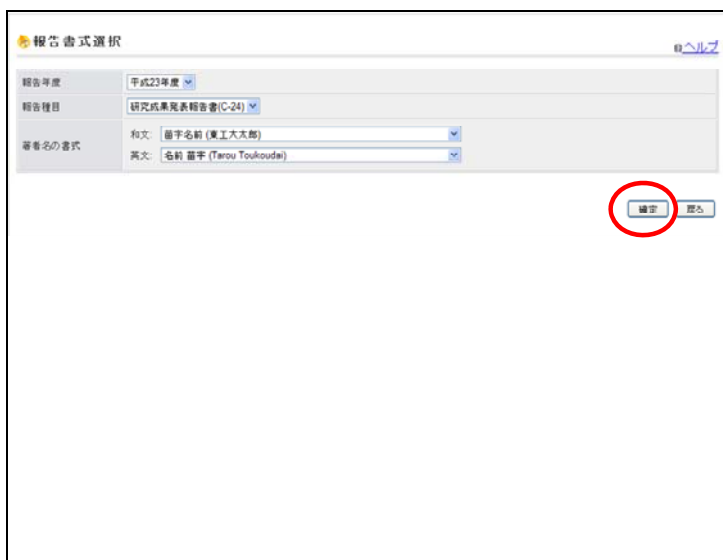 報告書式選択
ヘルプ
報告年度 平成23年度
報告種目 研究成果発表報告書(C-24)
著者名の書式
和文: 苗字名前 (東工大太郎)
英文: 名前 苗字 (Tarou Toukoudai)
確定 戻る